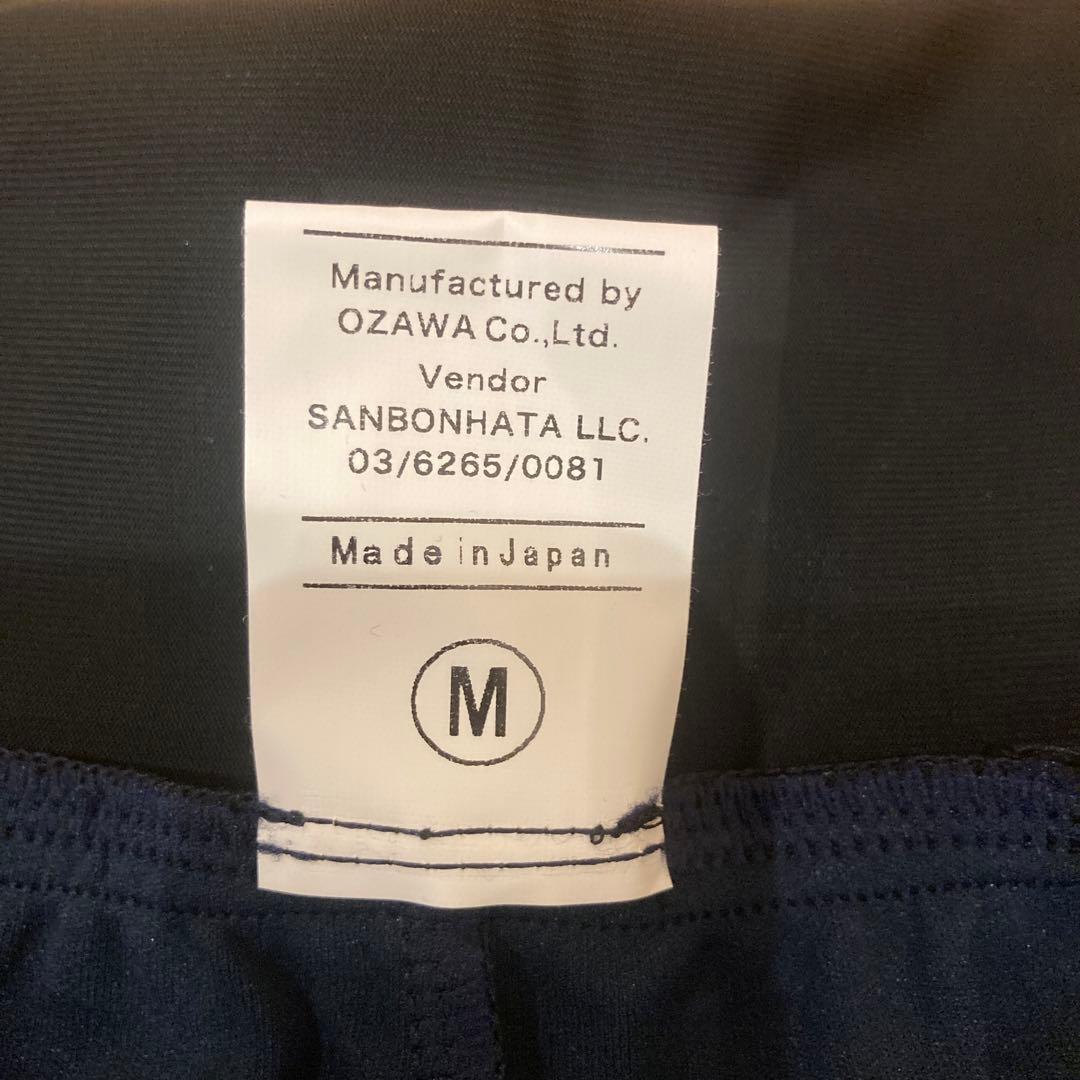 Manufactured by
OZAWA Co.,Ltd.
Vendor
SANBONHATA LLC.
03/6265/0081
Made in Japan
M